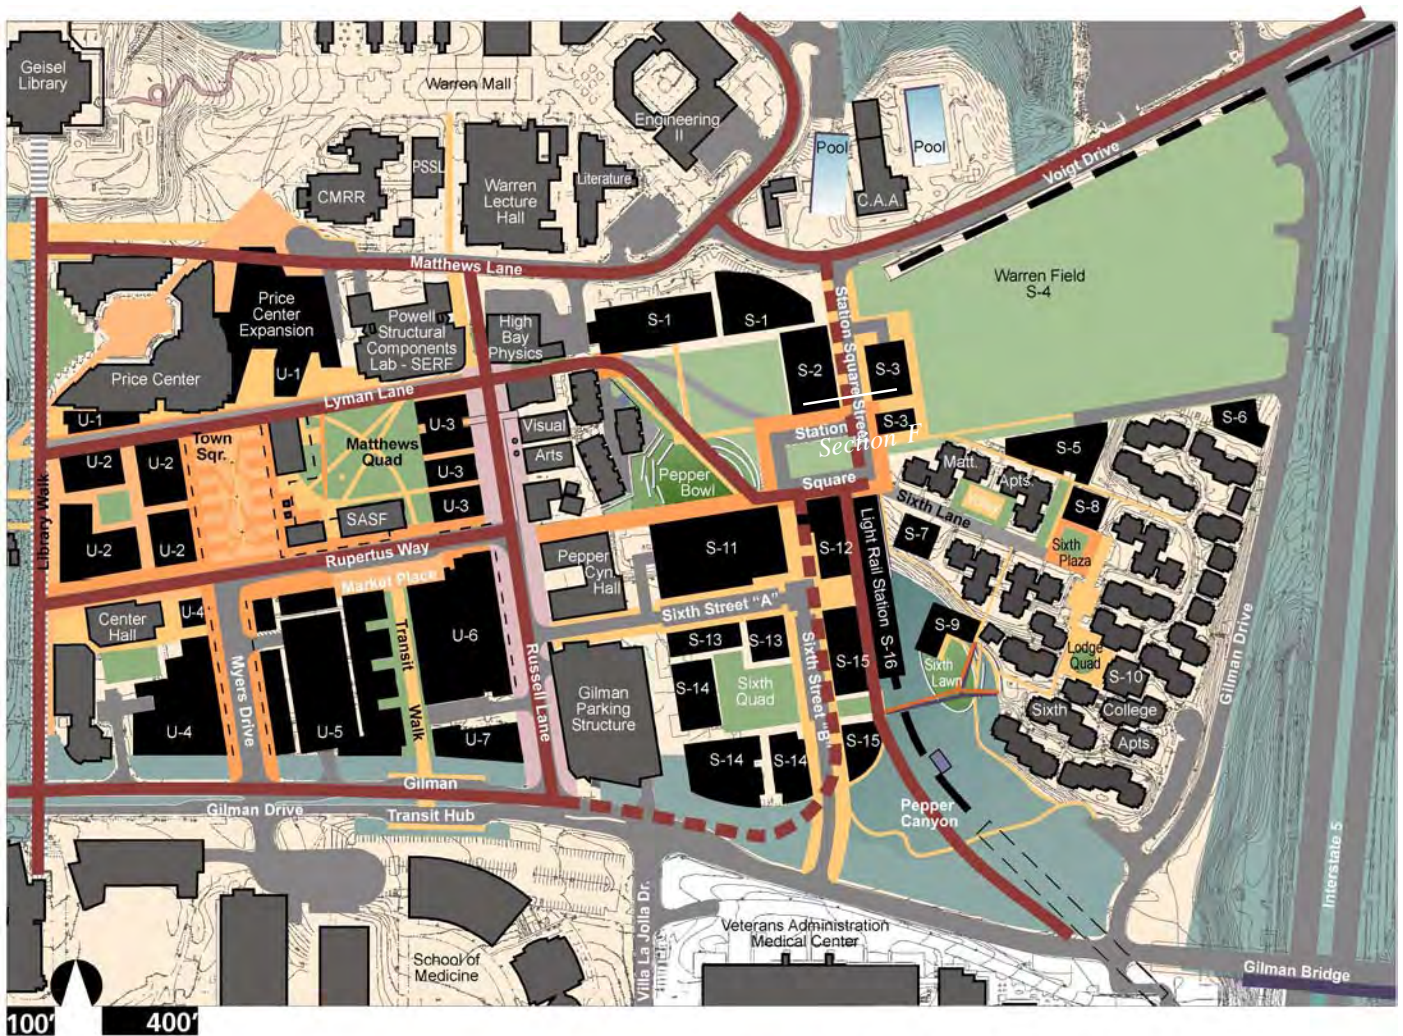 Geisel
Library
Warren Mall
Engineering
II
Pool
Pool
Voigt Drive
PSSL
CMRR
Warren
Lecture
Hall
Literature
C.A.A.
Matthews Lane
Warren Field
S-4
Price
Center
Expansion
Powell
Structural
Components
Lab - SERF
High
Bay
Physics
S-1
S-1
Station Square Street
S-2
S-3
Price Center
U-1
Lyman Lane
U-1
Town
Sqr.
Matthews
Quad
U-3
Visual
Arts
Station
S-3
Section F
S-6
S-5
U-2
U-2
U-3
Pepper
Bowl
Square
Matt.
Apts.
Library Walk
SASF
U-3
Sixth Lane
S-8
U-2
U-2
Rupertus Way
Pepper
Cyn.
Hall
S-11
S-12
Light Rail Station S-16
S-7
Sixth
Plaza
Market Place
Center
Hall
U-4
Transit
Walk
U-6
Sixth Street "A"
S-13
S-13
Sixth Street "B"
S-9
Gilman Drive
Lodge
Quad
Myers Drive
Russell Lane
S-14
Sixth
Quad
S-15
Sixth
Lawn
S-10
Gilman
Parking
Structure
Sixth
College
Apts.
U-4
U-5
U-7
S-14
S-14
S-15
Gilman
Gilman Drive
Transit Hub
Pepper
Canyon
Interstate 5
Villa La Jolla Dr.
Veterans Administration
Medical Center
School of
Medicine
Gilman Bridge
100'
400'